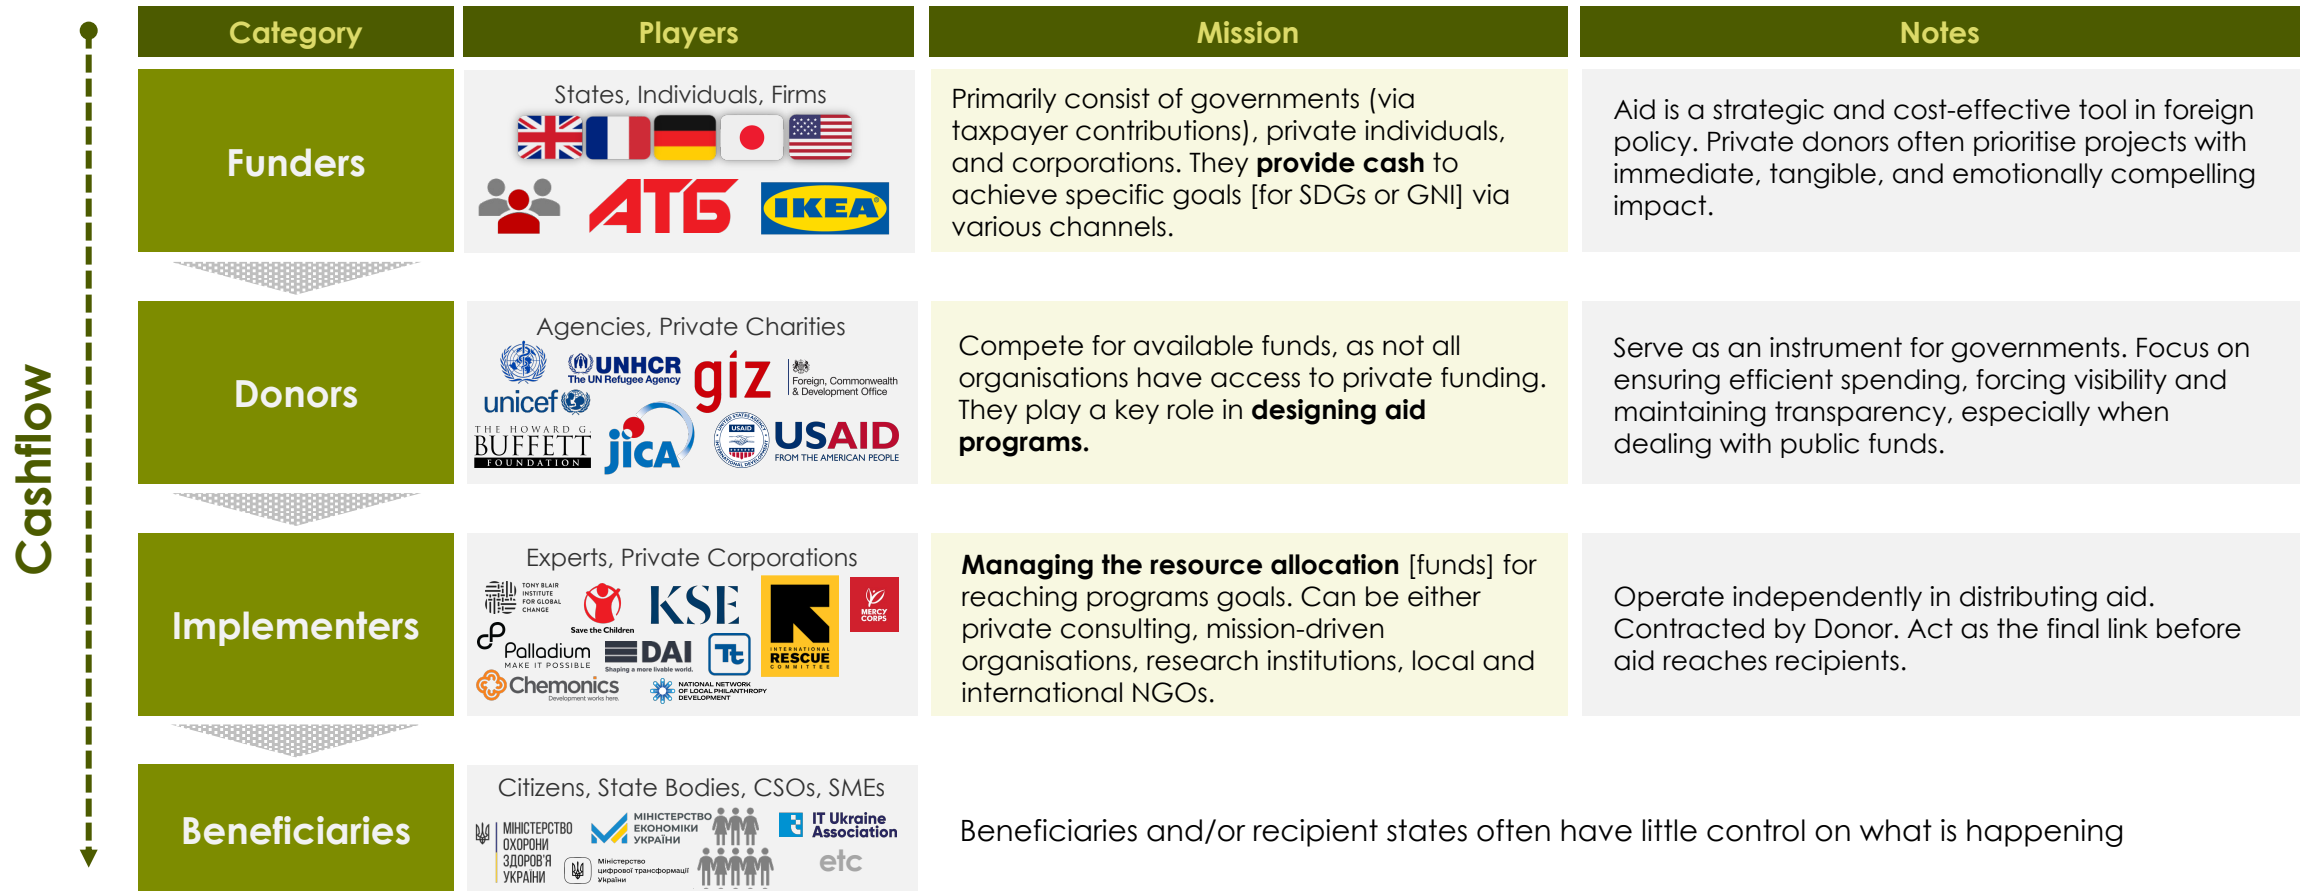 Category
Players
Mission
Notes
Cashflow
Funders
States, Individuals, Firms
АТБ
IKEA
Primarily consist of governments (via
taxpayer contributions), private individuals,
and corporations. They provide cash to
achieve specific goals [for SDGs or GNI] via
various channels.
Aid is a strategic and cost-effective tool in foreign
policy. Private donors often prioritise projects with
immediate, tangible, and emotionally compelling
impact.
Donors
Agencies, Private Charities
UNHCR
The UN Refugee Agency
unicef
giz
Foreign, Commonwealth
& Development Office
THE HOWARD G.
BUFFETT
FOUNDATION
jica
USAID
USAID
FROM THE AMERICAN PEOPLE
Compete for available funds, as not all
organisations have access to private funding.
They play a key role in designing aid
programs.
Serve as an instrument for governments. Focus on
ensuring efficient spending, forcing visibility and
maintaining transparency, especially when
dealing with public funds.
Implementers
Experts, Private Corporations
TONY BLAIR
INSTITUTE
FOR GLOBAL
CHANGE
Save the Children
KSE
INTERNATIONAL
RESCUE
COMMITTEE
MERCY
CORPS
Palladium
MAKE IT POSSIBLE
DAI
Shaping a more livable world.
Tt
Chemonics
Development works here.
NATIONAL NETWORK
OF LOCAL PHILANTHROPY
DEVELOPMENT
Managing the resource allocation [funds] for
reaching programs goals. Can be either
private consulting, mission-driven
organisations, research institutions, local and
international NGOs.
Operate independently in distributing aid.
Contracted by Donor. Act as the final link before
aid reaches recipients.
Beneficiaries
Citizens, State Bodies, CSOs, SMEs
МІНІСТЕРСТВО
ОХОРОНИ
ЗДОРОВ'Я
УКРАЇНИ
МІНІСТЕРСТВО
ЕКОНОМІКИ
УКРАЇНИ
Міністерство
цифрової трансформації
України
IT Ukraine
Association
etc
Beneficiaries and/or recipient states often have little control on what is happening